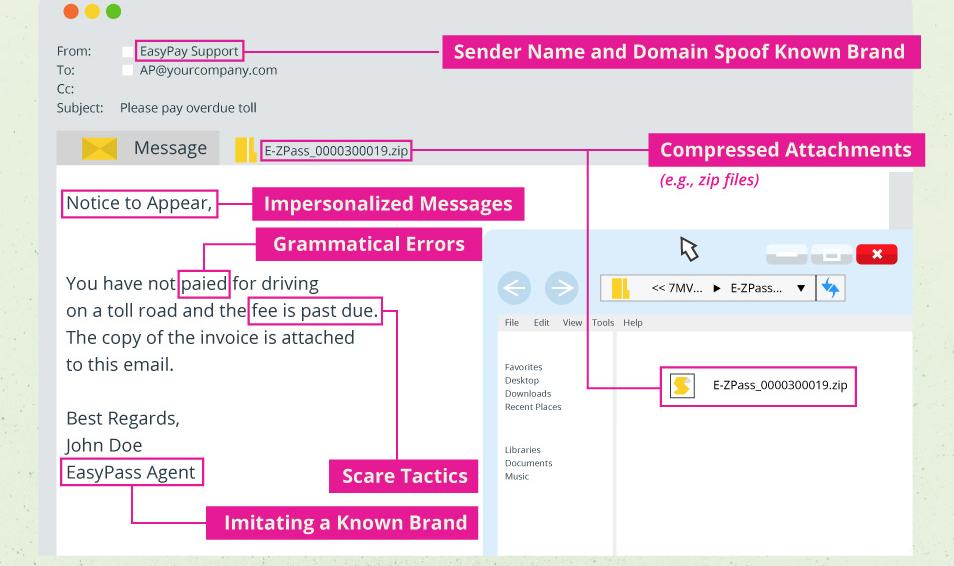 From: EasyPay Support
Sender Name and Domain Spoof Known Brand
To: AP@yourcompany.com
Cc:
Subject: Please pay overdue toll
Message
E-ZPass_0000300019.zip
Compressed Attachments
(e.g., zip files)
Notice to Appear,
Impersonalized Messages
Grammatical Errors
You have not paied for driving
on a toll road and the fee is past due.
The copy of the invoice is attached
to this email.
Best Regards,
John Doe
EasyPass Agent
Scare Tactics
Imitating a Known Brand
<< 7MV... ▶ E-ZPass... ▼
File Edit View Tools Help
Favorites
Desktop
Downloads
Recent Places
Libraries
Documents
Music
E-ZPass_0000300019.zip